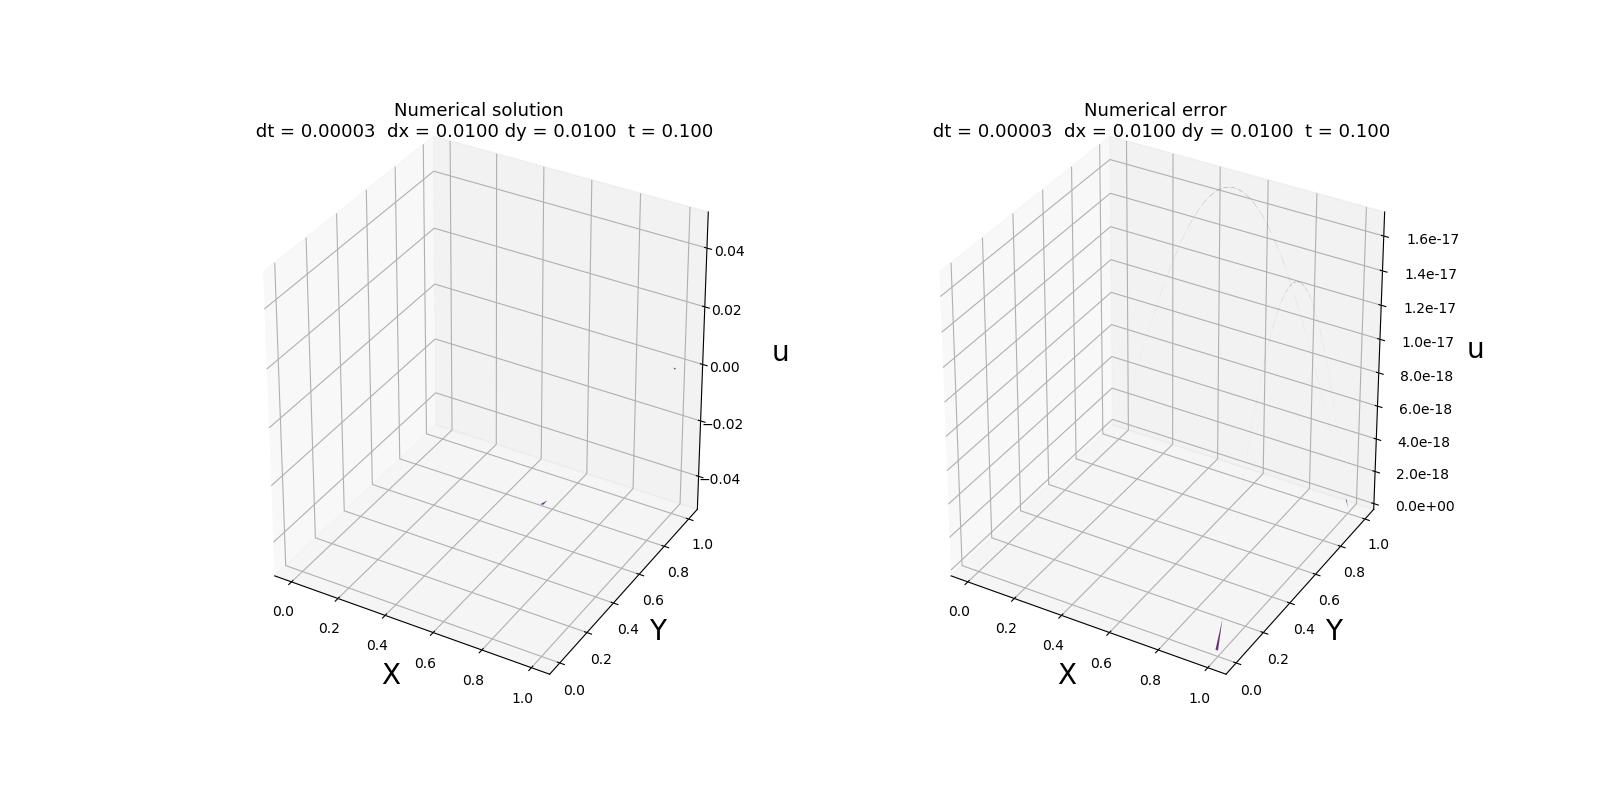 Numerical solution
dt = 0.00003  dx = 0.0100 dy = 0.0100  t = 0.100
0.04
0.02
0.00
−0.02
−0.04
u
0.0
0.2
0.4
0.6
0.8
1.0
X
0.0
0.2
0.4
0.6
0.8
1.0
Y
Numerical error
dt = 0.00003  dx = 0.0100 dy = 0.0100  t = 0.100
1.6e-17
1.4e-17
1.2e-17
1.0e-17
8.0e-18
6.0e-18
4.0e-18
2.0e-18
0.0e+00
u
0.0
0.2
0.4
0.6
0.8
1.0
X
0.0
0.2
0.4
0.6
0.8
1.0
Y